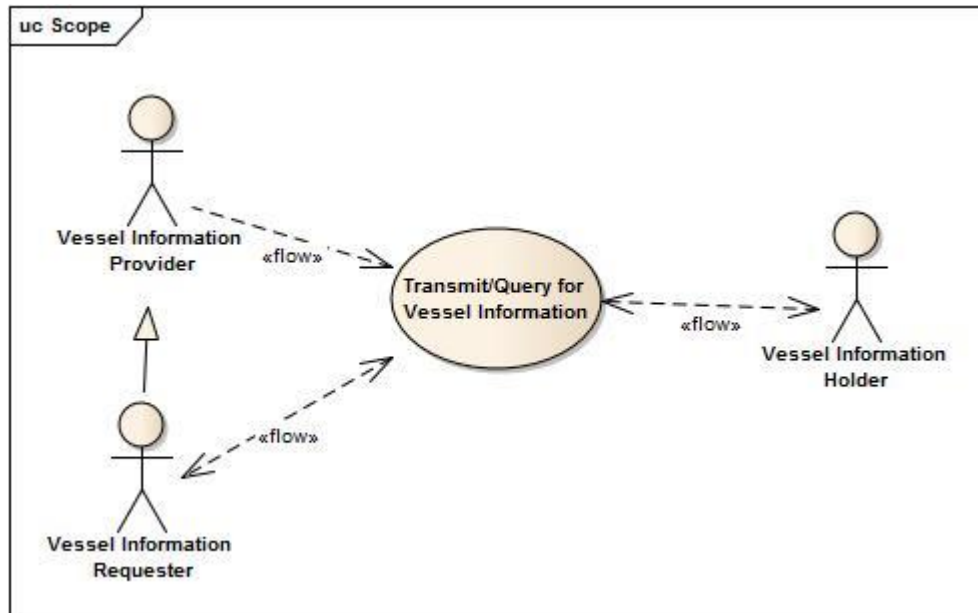 uc Scope
Vessel Information
Provider
«flow»
Transmit/Query for
Vessel Information
«flow»
Vessel Information
Holder
«flow»
Vessel Information
Requester